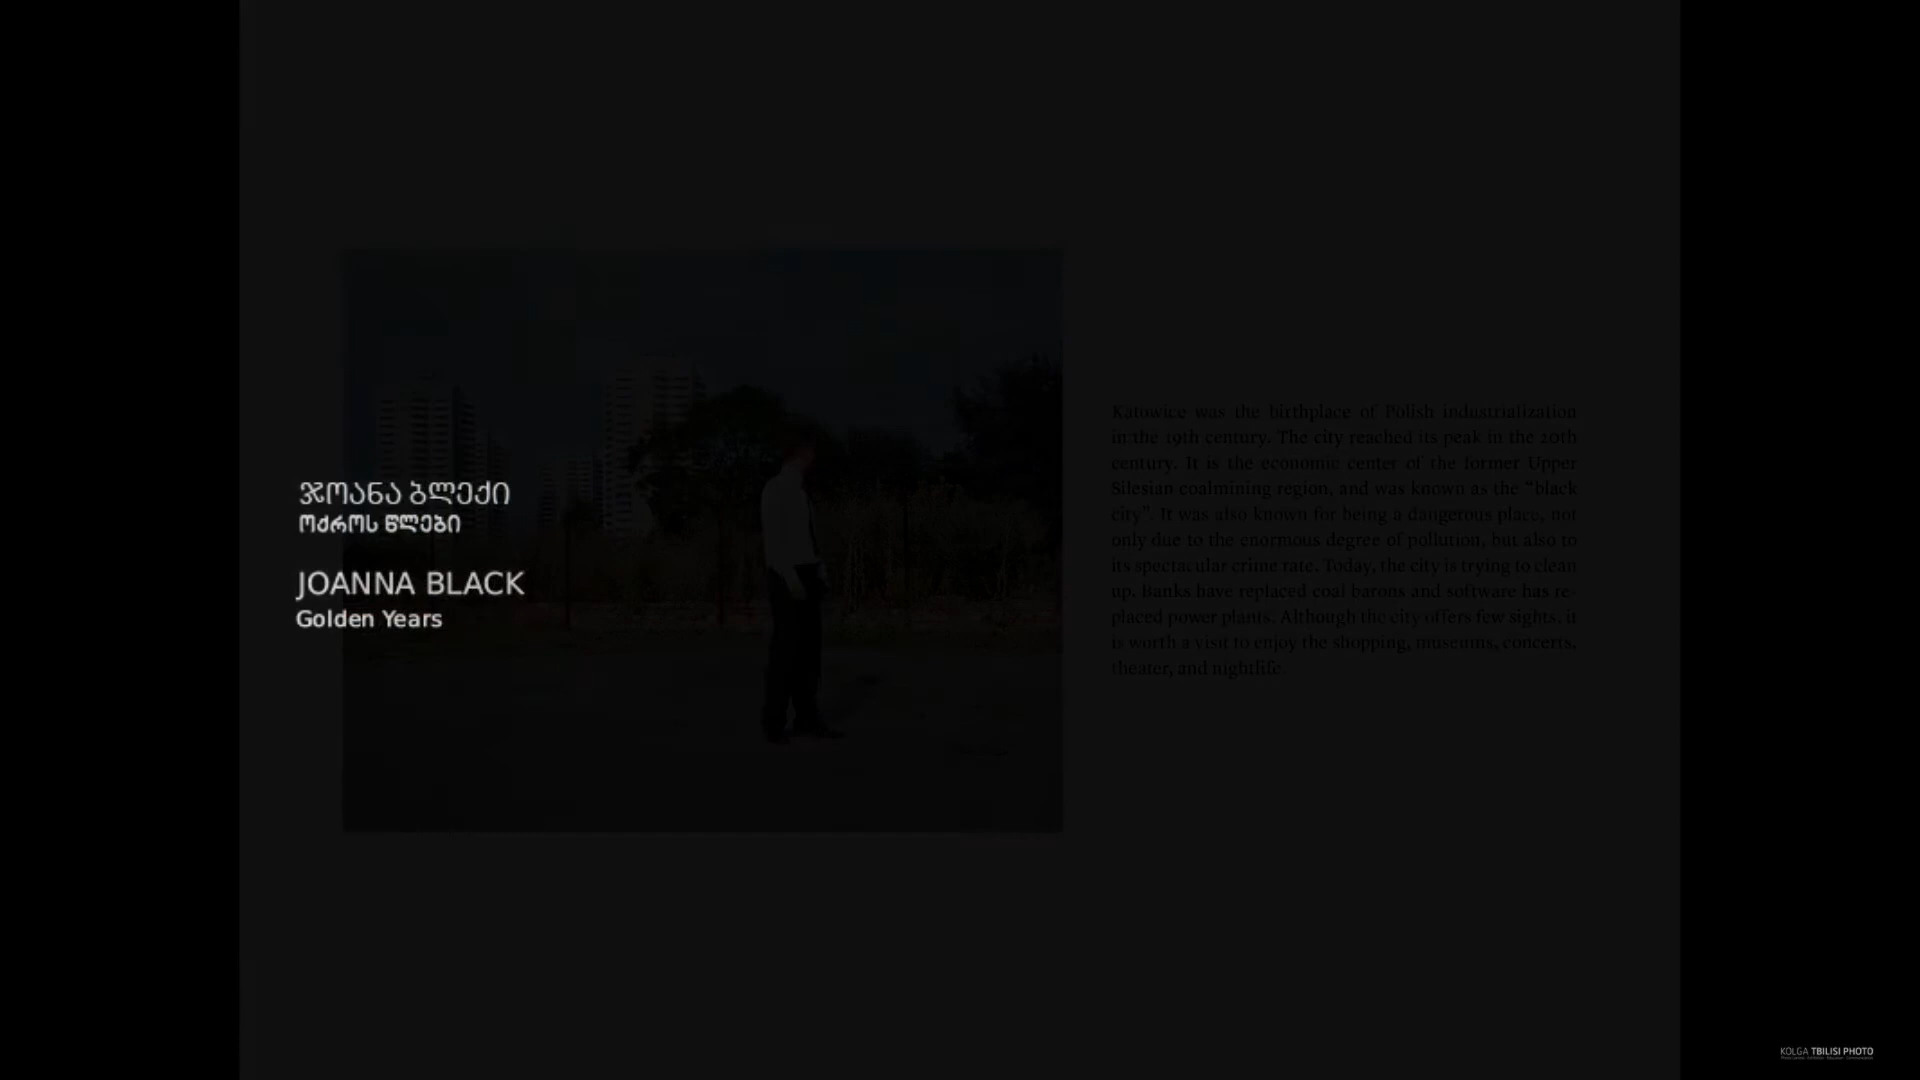 ჯოანა ბლექი
ოქროს წლები
JOANNA BLACK
Golden Years
Katowice was the birthplace of Polish industrialization
in the 19th century. The city reached its peak in the 20th
century. It is the economic center of the former Upper
Silesian coalmining region, and was known as the “black
city”. It was also known for being a dangerous place, not
only due to the enormous degree of pollution, but also to
its spectacular crime rate. Today, the city is trying to clean
up. Banks have replaced coal barons and software has re-
placed power plants. Although the city offers few sights, it
is worth a visit to enjoy the shopping, museums, concerts,
theater, and nightlife.
KOLGA TBILISI PHOTO